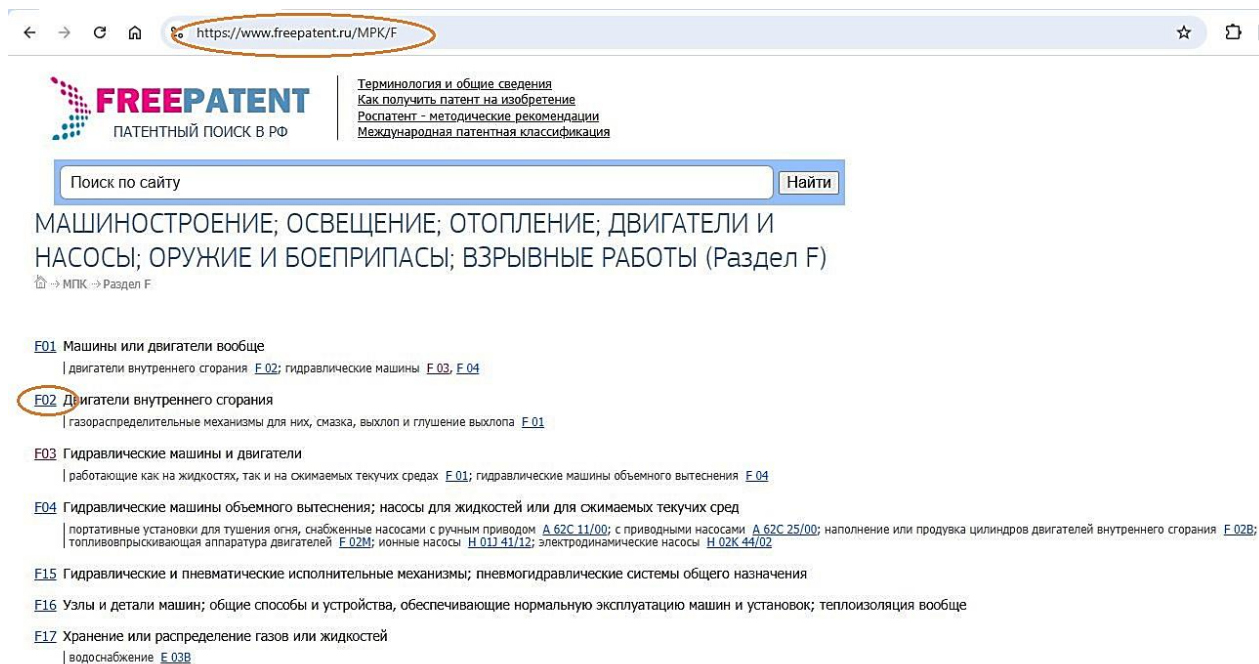 https://www.freepatent.ru/MPK/F
FREEPATENT
ПАТЕНТНЫЙ ПОИСК В РФ
Терминология и общие сведения
Как получить патент на изобретение
Роспатент - методические рекомендации
Международная патентная классификация
Поиск по сайту
Найти
МАШИНОСТРОЕНИЕ; ОСВЕЩЕНИЕ; ОТОПЛЕНИЕ; ДВИГАТЕЛИ И
НАСОСЫ; ОРУЖИЕ И БОЕПРИПАСЫ; ВЗРЫВНЫЕ РАБОТЫ (Раздел F)
МПК Раздел F
F01 Машины или двигатели вообще
двигатели внутреннего сгорания F 02; гидравлические машины F 03, F 04
F02 Двигатели внутреннего сгорания
газораспределительные механизмы для них, смазка, выхлоп и глушение выхлопа F 01
F03 Гидравлические машины и двигатели
работающие как на жидкостях, так и на сжимаемых текучих средах F 01; гидравлические машины объемного вытеснения F 04
F04 Гидравлические машины объемного вытеснения; насосы для жидкостей или для сжимаемых текучих сред
портативные установки для тушения огня, снабженные насосами с ручным приводом A 62C 11/00; с приводными насосами A 62C 25/00; наполнение или продувка цилиндров двигателей внутреннего сгорания F 02B;
топливовпрыскивающая аппаратура двигателей F 02M; ионные насосы H 01J 41/12; электродинамические насосы H 02K 44/02
F15 Гидравлические и пневматические исполнительные механизмы; пневмогидравлические системы общего назначения
F16 Узлы и детали машин; общие способы и устройства, обеспечивающие нормальную эксплуатацию машин и установок; теплоизоляция вообще
F17 Хранение или распределение газов или жидкостей
водоснабжение E 03B